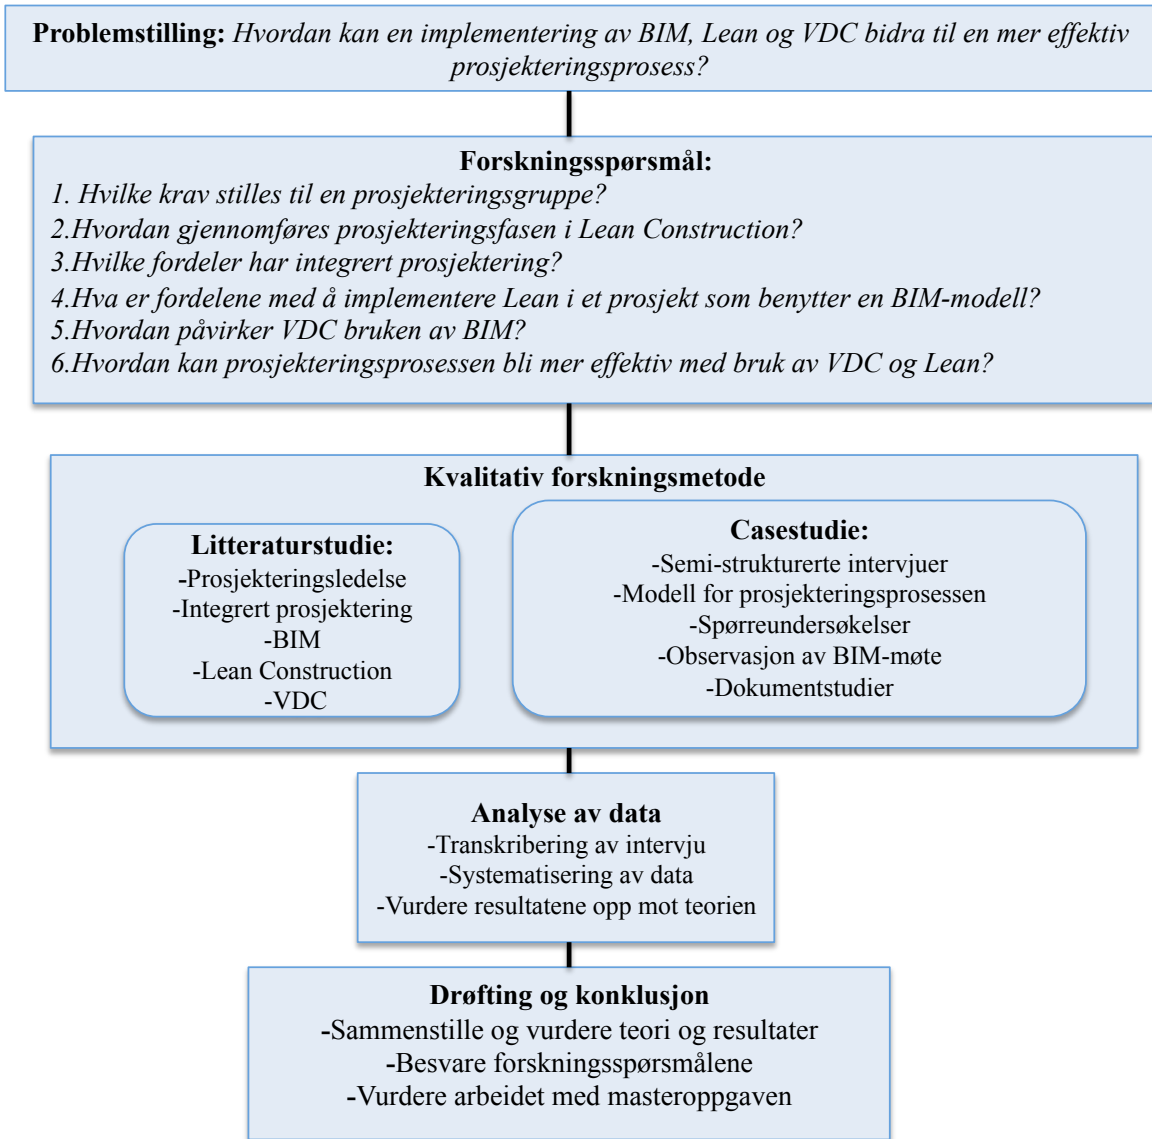 Problemstilling: Hvordan kan en implementering av BIM, Lean og VDC bidra til en mer effektiv
prosjekteringsprosess?
Forskningsspørsmål:
1. Hvilke krav stilles til en prosjekteringsgruppe?
2.Hvordan gjennomføres prosjekteringsfasen i Lean Construction?
3.Hvilke fordeler har integrert prosjektering?
4.Hva er fordelene med å implementere Lean i et prosjekt som benytter en BIM-modell?
5.Hvordan påvirker VDC bruken av BIM?
6.Hvordan kan prosjekteringsprosessen bli mer effektiv med bruk av VDC og Lean?
Kvalitativ forskningsmetode
Litteraturstudie:
-Prosjekteringsledelse
-Integrert prosjektering
-BIM
-Lean Construction
-VDC
Casestudie:
-Semi-strukturerte intervjuer
-Modell for prosjekteringsprosessen
-Spørreundersøkelser
-Observasjon av BIM-møte
-Dokumentstudier
Analyse av data
-Transkribering av intervju
-Systematisering av data
-Vurdere resultatene opp mot teorien
Drøfting og konklusjon
-Sammenstille og vurdere teori og resultater
-Besvare forskningsspørsmålene
-Vurdere arbeidet med masteroppgaven